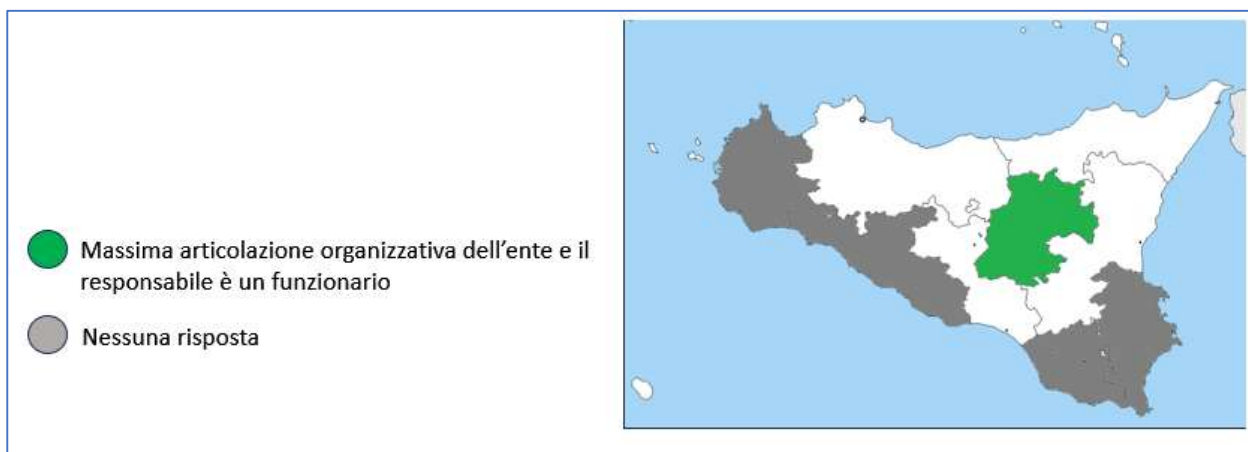 Massima articolazione organizzativa dell'ente e il
responsabile è un funzionario
Nessuna risposta